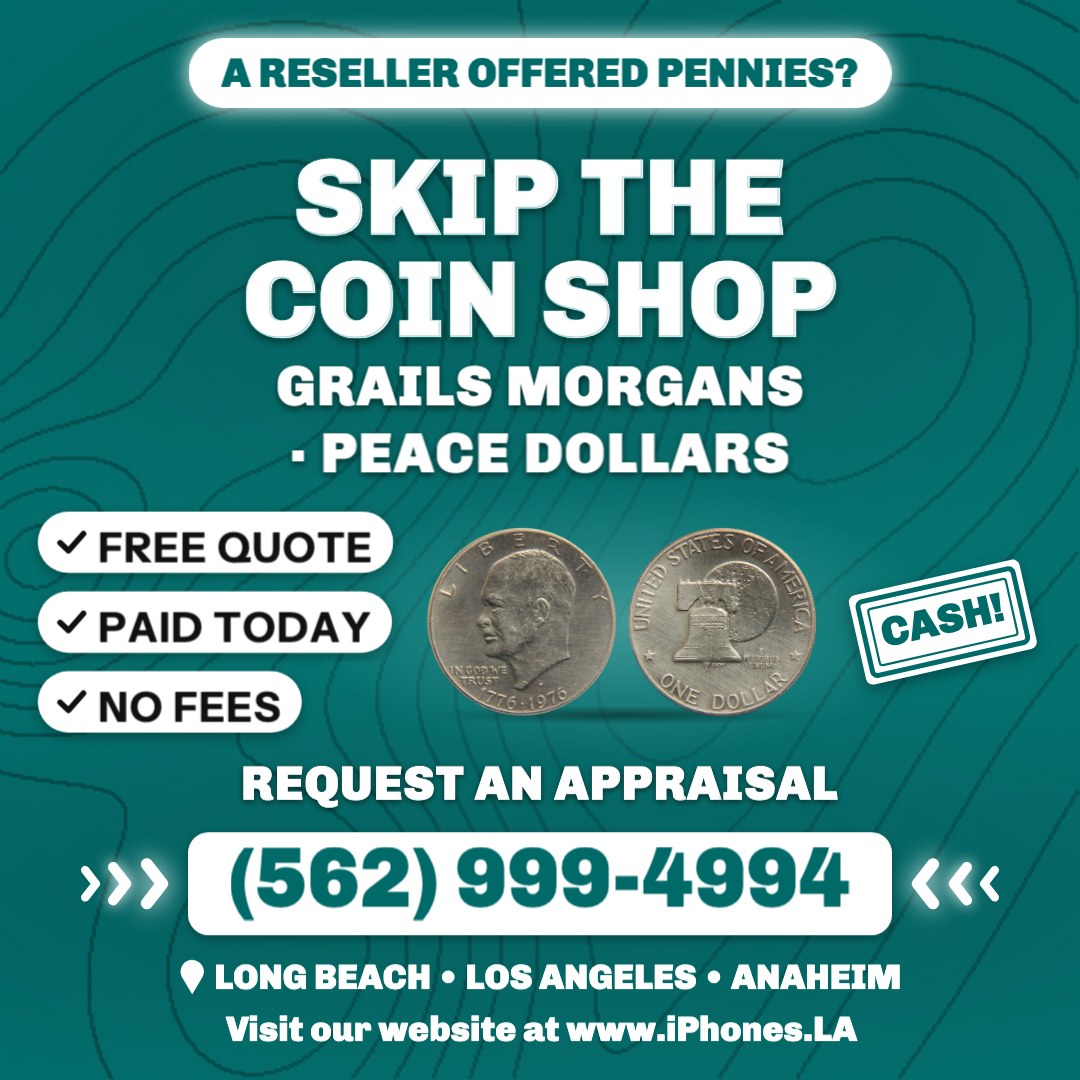 A RESELLER OFFERED PENNIES?
SKIP THE
COIN SHOP
GRAILS MORGANS
· PEACE DOLLARS
✓ FREE QUOTE
✓ PAID TODAY
✓ NO FEES
LIBERTY
IN GOD WE
TRUST
1776·1976
UNITED STATES OF AMERICA
E
PLURIBUS
UNUM
ONE DOLLAR
CASH!
REQUEST AN APPRAISAL
(562) 999-4994
LONG BEACH • LOS ANGELES • ANAHEIM
Visit our website at www.iPhones.LA